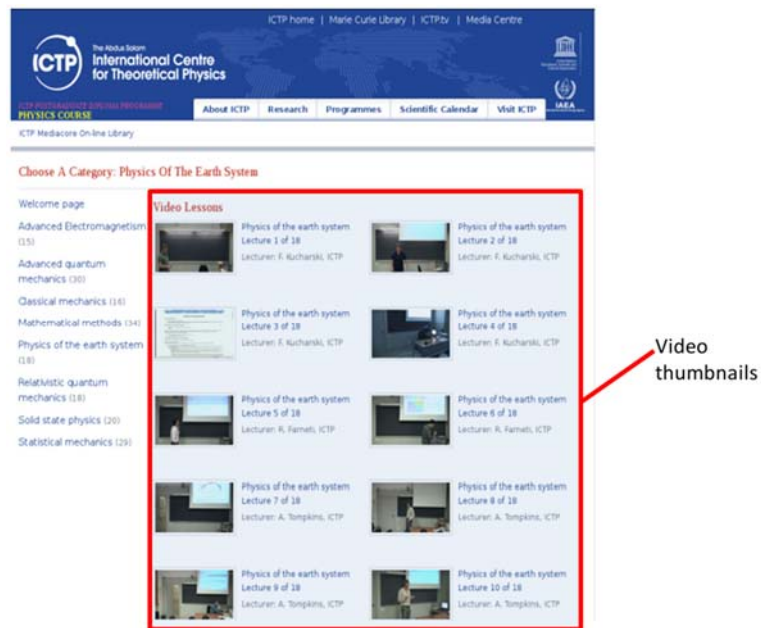 ICTP home | Marie Curie Library | ICTP.tv | Media Centre
ICTP
The Abdus Salam
International Centre
for Theoretical Physics
IAEA
ICTP POSTGRADUATE DIPLOMA PROGRAMME
PHYSICS COURSE
About ICTP Research Programmes Scientific Calendar Visit ICTP
ICTP Mediacore On-line Library
Choose A Category: Physics Of The Earth System
Welcome page
Advanced Electromagnetism
(15)
Advanced quantum
mechanics (30)
Classical mechanics (16)
Mathematical methods (34)
Physics of the earth system
(18)
Relativistic quantum
mechanics (18)
Solid state physics (20)
Statistical mechanics (29)
Video Lessons
Physics of the earth system
Lecture 1 of 18
Lecturer: F. Kucharski, ICTP
Physics of the earth system
Lecture 2 of 18
Lecturer: F. Kucharski, ICTP
Physics of the earth system
Lecture 3 of 18
Lecturer: F. Kucharski, ICTP
Physics of the earth system
Lecture 4 of 18
Lecturer: F. Kucharski, ICTP
Physics of the earth system
Lecture 5 of 18
Lecturer: R. Farneti, ICTP
Physics of the earth system
Lecture 6 of 18
Lecturer: R. Farneti, ICTP
Physics of the earth system
Lecture 7 of 18
Lecturer: A. Tompkins, ICTP
Physics of the earth system
Lecture 8 of 18
Lecturer: A. Tompkins, ICTP
Physics of the earth system
Lecture 9 of 18
Lecturer: A. Tompkins, ICTP
Physics of the earth system
Lecture 10 of 18
Lecturer: A. Tompkins, ICTP
Video
thumbnails